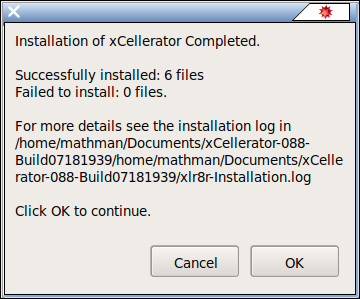 Installation of xCellerator Completed.
Successfully installed: 6 files
Failed to install: 0 files.
For more details see the installation log in
/home/mathman/Documents/xCellerator-088-
Build07181939/home/mathman/Documents/xCelle
rator-088-Build07181939/xlr8r-Installation.log
Click OK to continue.
Cancel
OK